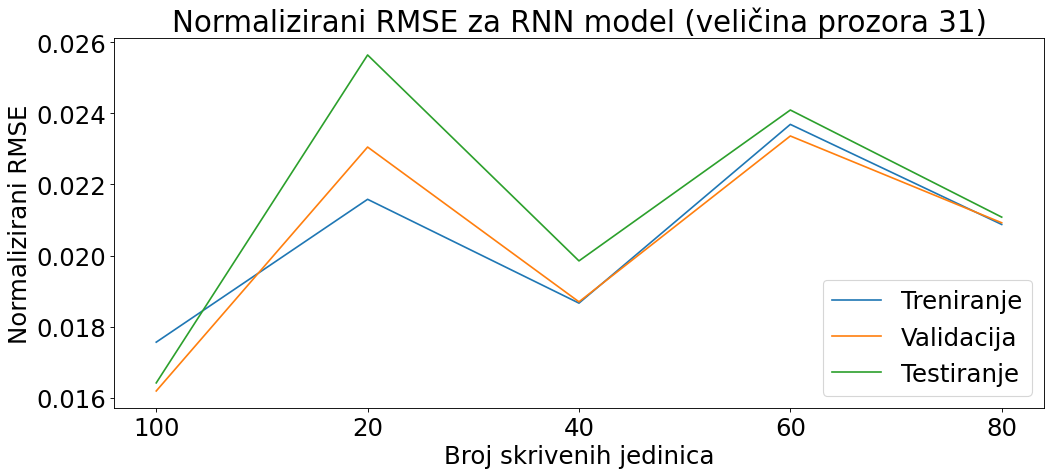 Normalizirani RMSE za RNN model (veličina prozora 31)
Normalizirani RMSE
0.026
0.024
0.022
0.020
0.018
0.016
100 20 40 60 80
Broj skrivenih jedinica
Treniranje
Validacija
Testiranje